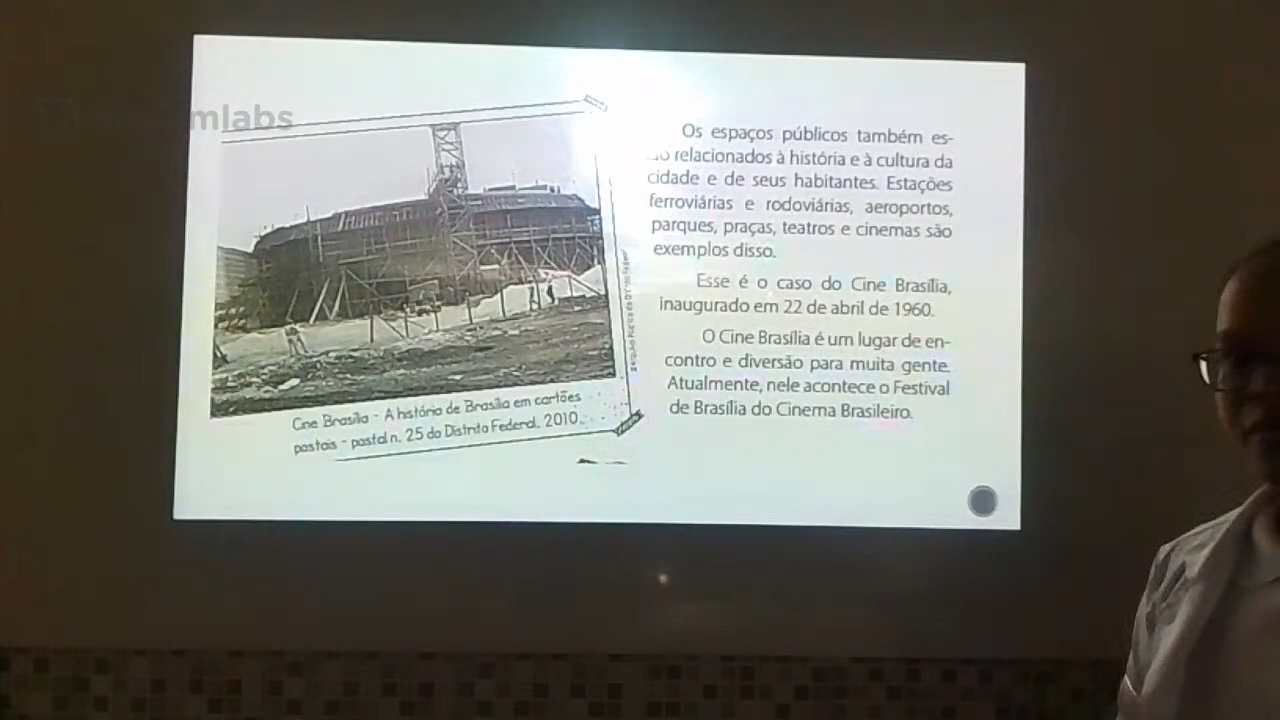 mlabs
Os espaços públicos também es-
relacionados à história e à cultura da
cidade e de seus habitantes. Estações
ferroviárias e rodoviárias, aeroportos,
parques, praças, teatros e cinemas são
exemplos disso.
Esse é o caso do Cine Brasília,
inaugurado em 22 de abril de 1960.
O Cine Brasília é um lugar de en-
contro e diversão para muita gente.
Atualmente, nele acontece o Festival
de Brasília do Cinema Brasileiro.
Cine Brasília - A história de Brasília em cartões
postais - postal n. 25 do Distrito Federal, 2010.